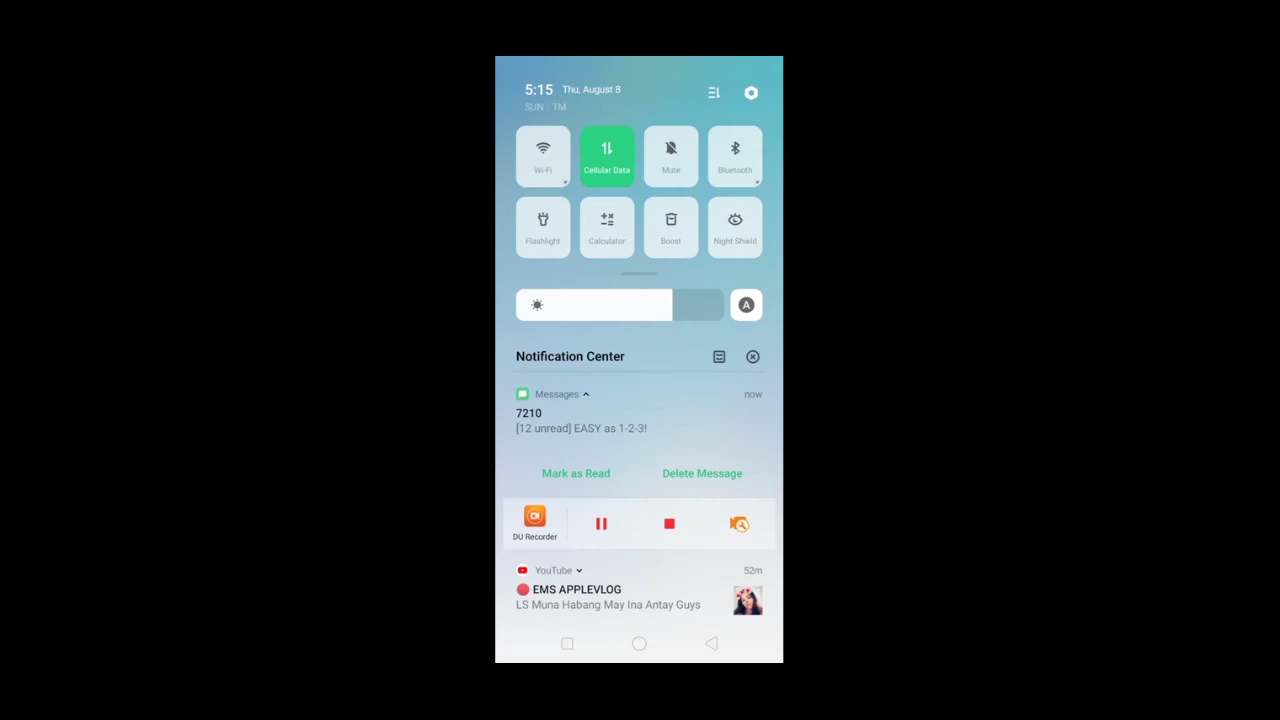 5:15 Thu, August 8
SUN TM
Wi-Fi Cellular Data Mute Bluetooth
Flashlight Calculator Boost Night Shield
A
Notification Center
Messages now
7210
[12 unread] EASY as 1-2-3!
Mark as Read Delete Message
DU Recorder
YouTube 52m
EMS APPLEVLOG
LS Muna Habang May Ina Antay Guys